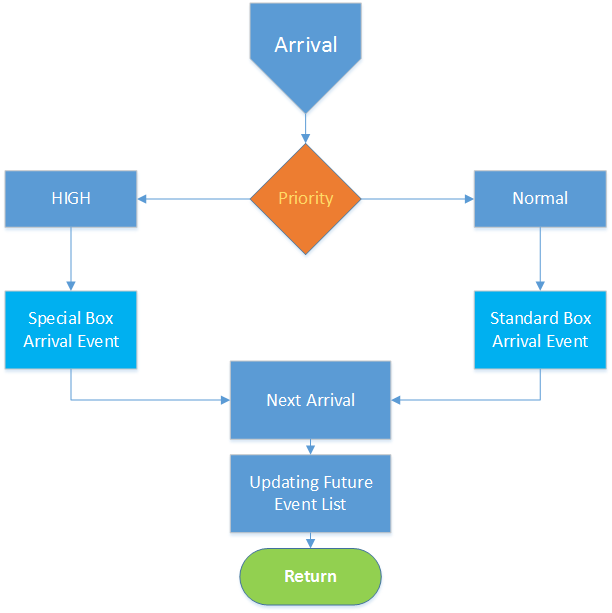 Arrival
Priority
HIGH
Normal
Special Box
Arrival Event
Standard Box
Arrival Event
Next Arrival
Updating Future
Event List
Return